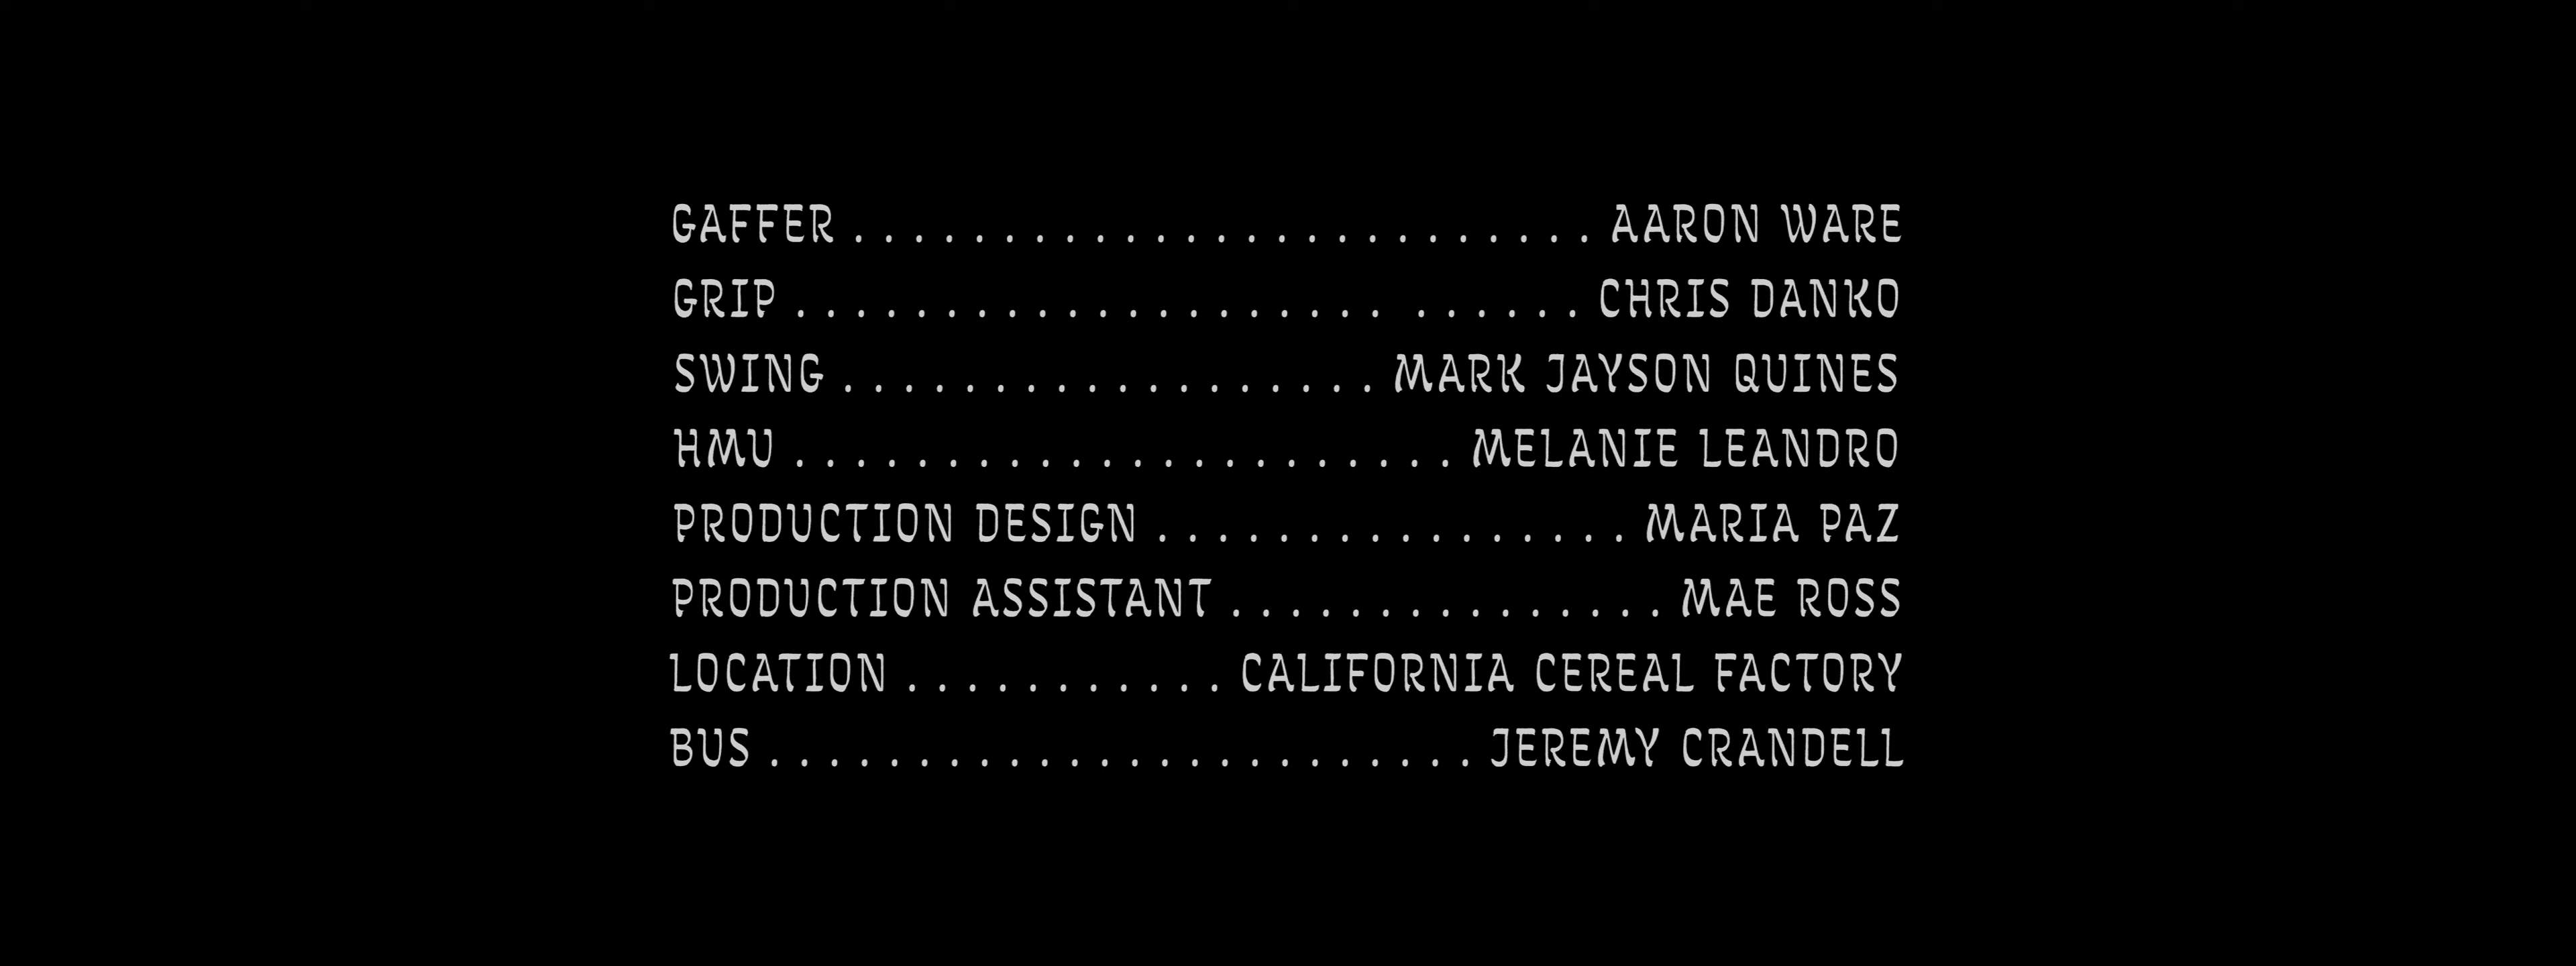 GAFFER . . . . . . . . . . . . . . . . . . . . . . . . . AARON WARE
GRIP . . . . . . . . . . . . . . . . . . . . . . . . . . CHRIS DANKO
SWING . . . . . . . . . . . . . . . . . . MARK JAYSON QUINES
HMU . . . . . . . . . . . . . . . . . . . . . . MELANIE LEANDRO
PRODUCTION DESIGN . . . . . . . . . . . . . . . . MARIA PAZ
PRODUCTION ASSISTANT . . . . . . . . . . . . . . . MAE ROSS
LOCATION . . . . . . . . . . . CALIFORNIA CEREAL FACTORY
BUS . . . . . . . . . . . . . . . . . . . . . . . . JEREMY CRANDELL